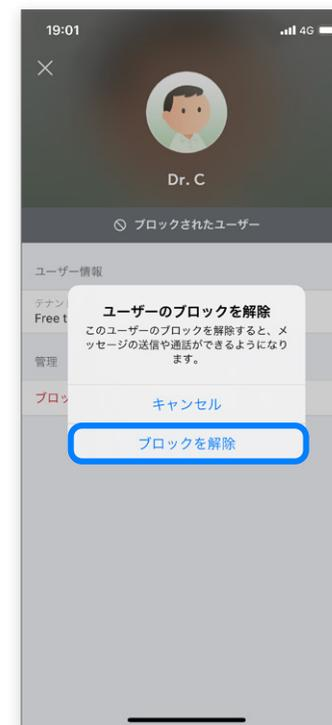 19:01
4G
Dr. C
ブロックされたユーザー
ユーザー情報
テナン
Free t
管理
ブロッ
ユーザーのブロックを解除
このユーザーのブロックを解除すると、メ
ッセージの送信や通話ができるようになり
ます。
キャンセル
ブロックを解除